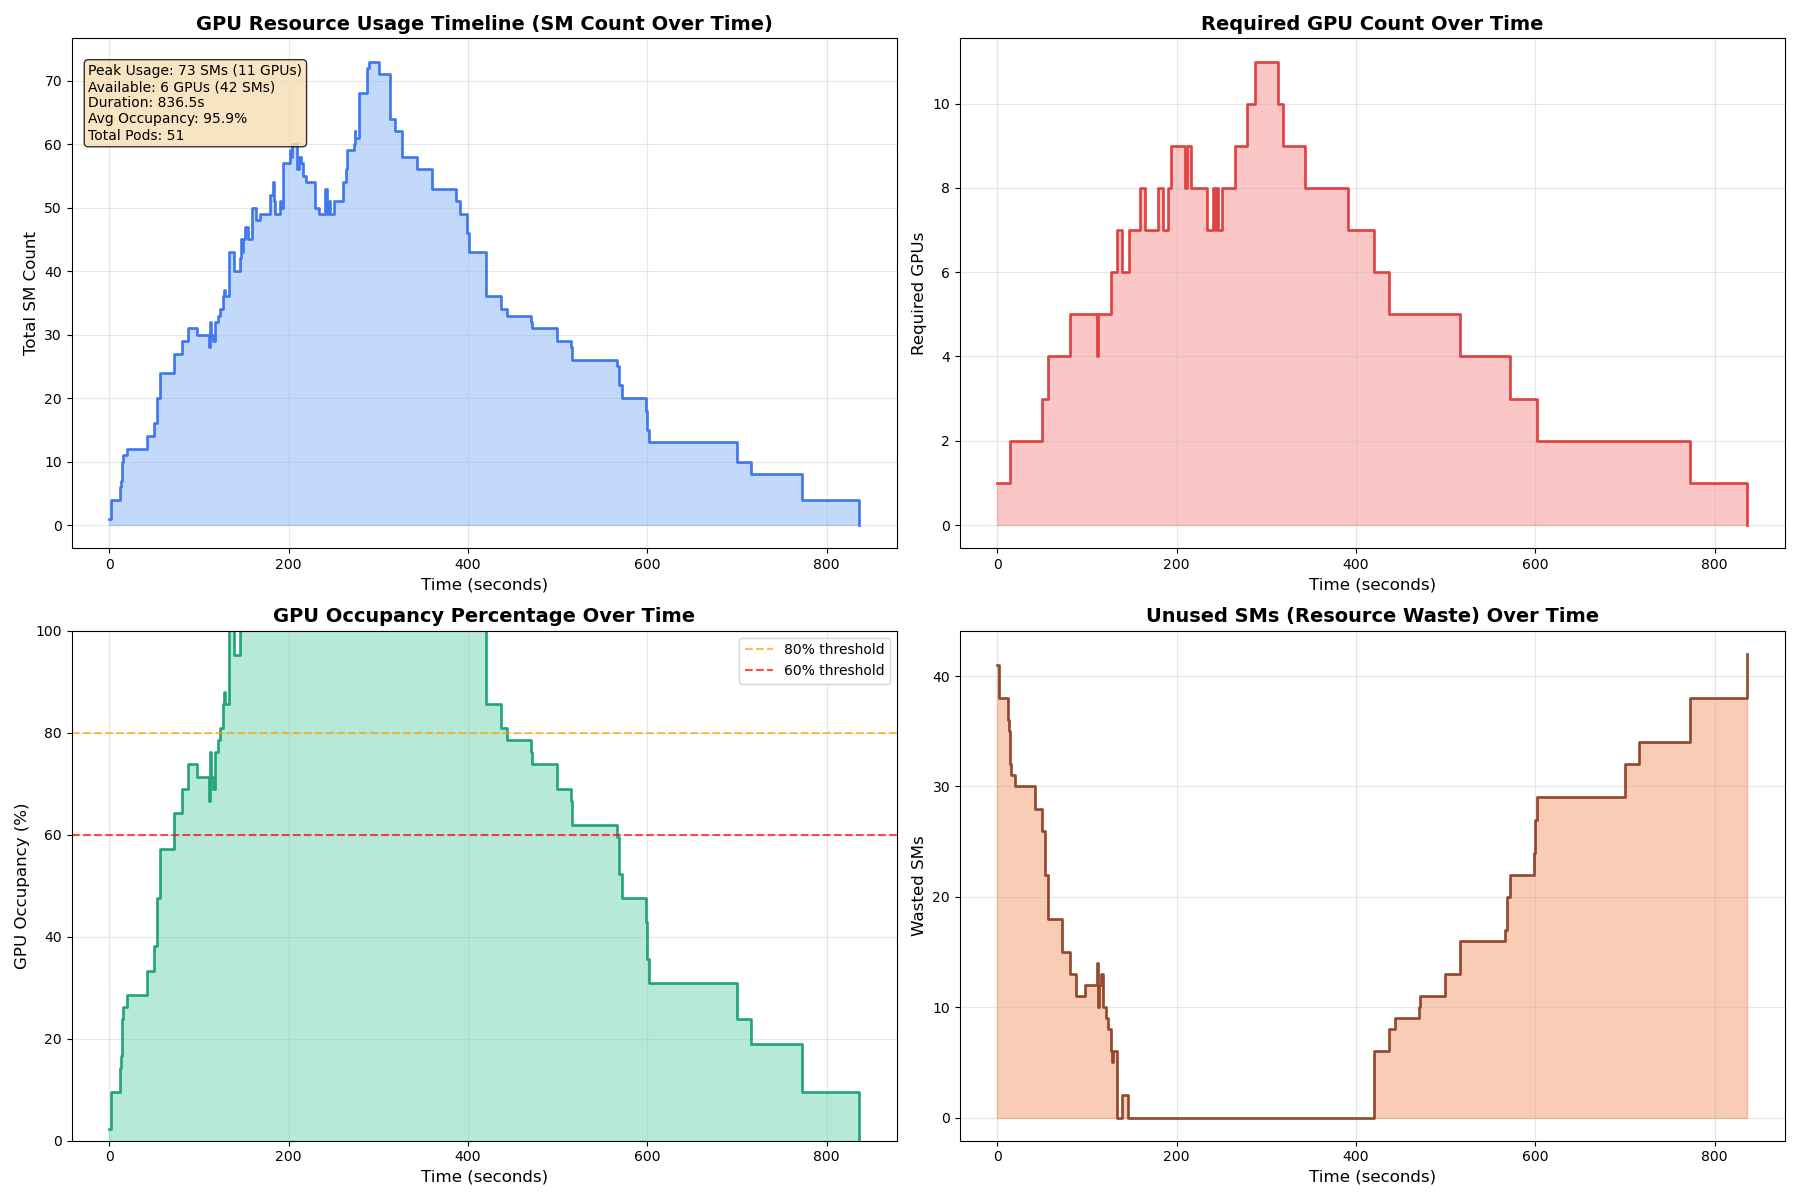 GPU Resource Usage Timeline (SM Count Over Time)
Peak Usage: 73 SMs (11 GPUs)
Available: 6 GPUs (42 SMs)
Duration: 836.5s
Avg Occupancy: 95.9%
Total Pods: 51
Total SM Count
70
60
50
40
30
20
10
0
0 200 400 600 800
Time (seconds)
Required GPU Count Over Time
Required GPUs
10
8
6
4
2
0
0 200 400 600 800
Time (seconds)
GPU Occupancy Percentage Over Time
80% threshold
60% threshold
GPU Occupancy (%)
100
80
60
40
20
0
0 200 400 600 800
Time (seconds)
Unused SMs (Resource Waste) Over Time
Wasted SMs
40
30
20
10
0
0 200 400 600 800
Time (seconds)